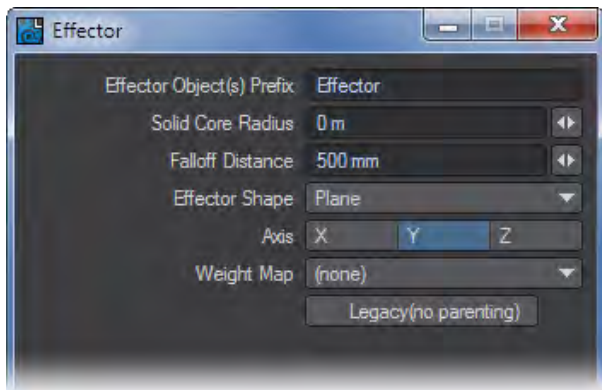 Effector
Effector Object(s) Prefix Effector
Solid Core Radius 0 m
Falloff Distance 500 mm
Effector Shape Plane
Axis X Y Z
Weight Map (none)
Legacy(no parenting)